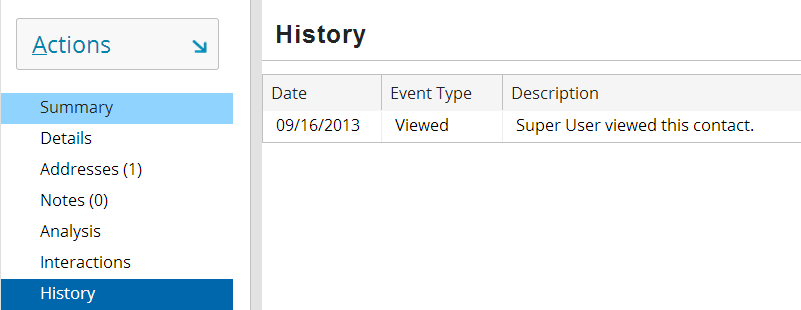 Actions
Summary
Details
Addresses (1)
Notes (0)
Analysis
Interactions
History
History
Date Event Type Description
09/16/2013 Viewed Super User viewed this contact.